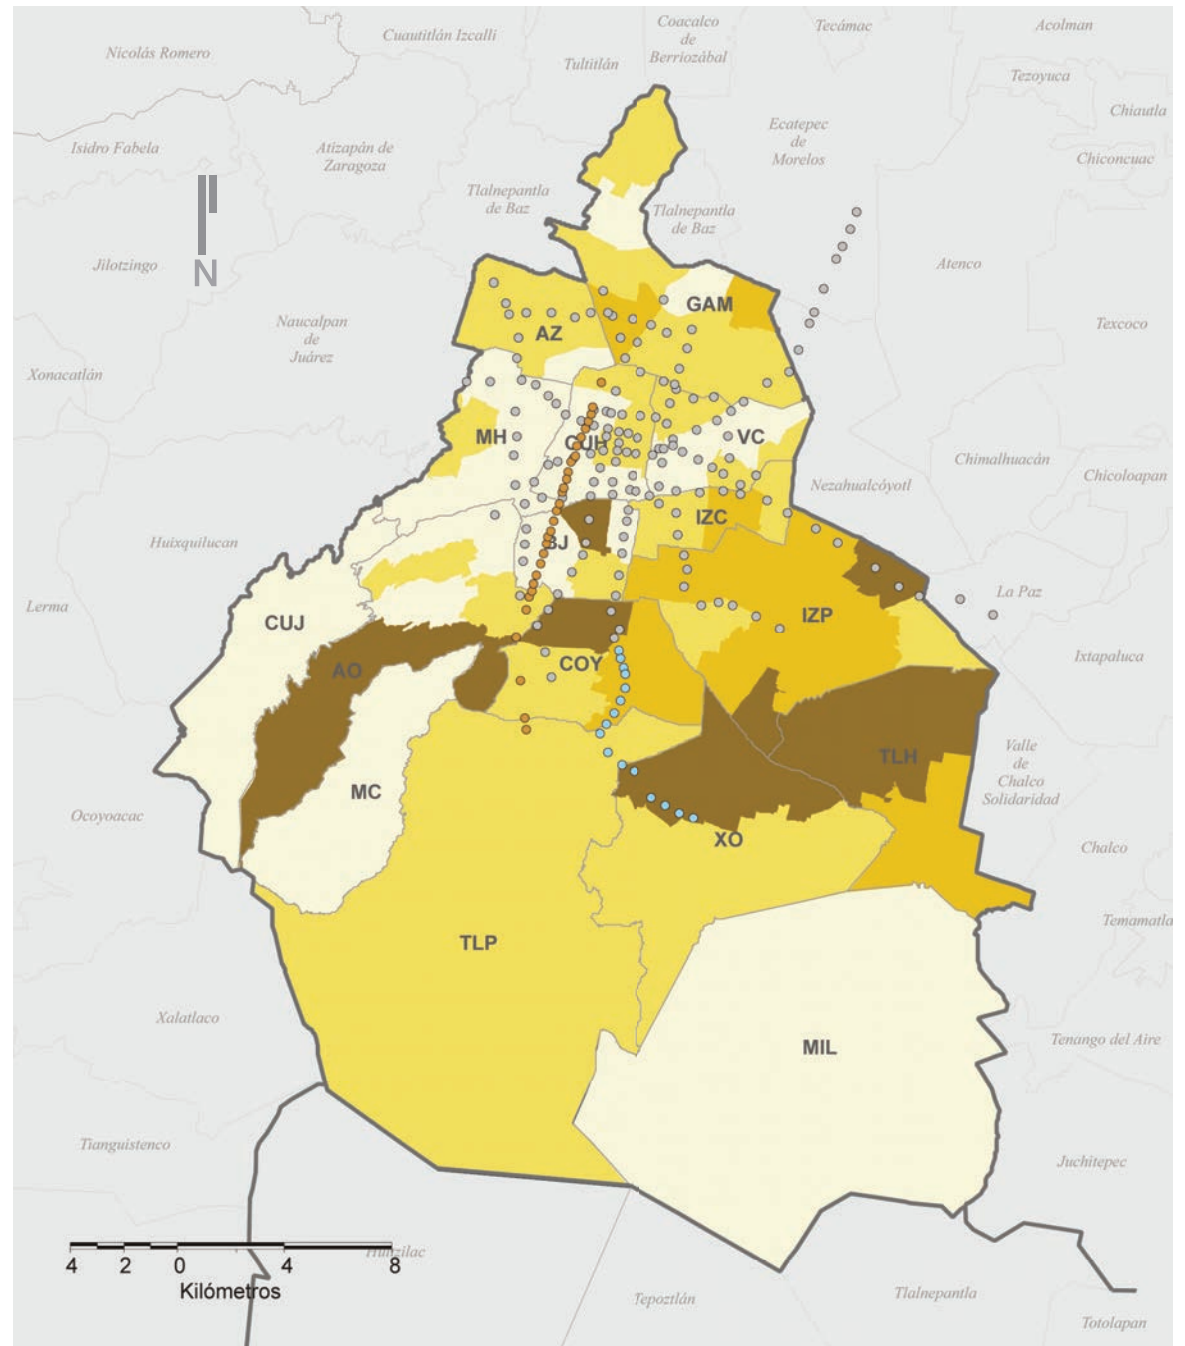 Coacalco
de
Berriozábal
Tecámac
Acolman
Cuautitlán Izcalli
Nicolás Romero
Tultitlán
Tezoyuca
Chiautla
Ecatepec
de
Morelos
Isidro Fabela
Atizapán de
Zaragoza
Chiconcuac
Tlalnepantla
de Baz
Tlalnepantla
de Baz
N
Jilotzingo
Atenco
GAM
Naucalpan
de
Juárez
AZ
Texcoco
Xonacatlán
MH
CUH
VC
Chimalhuacán
Chicoloapan
Nezahualcóyotl
IZC
Huixquilucan
BJ
La Paz
Lerma
CUJ
IZP
Ixtapaluca
AO
COY
Valle
de
Chalco
Solidaridad
TLH
MC
Ocoyoacac
XO
Chalco
Temamatla
TLP
Xalatlaco
Tenango del Aire
MIL
Tianguistenco
Juchitepec
Huitzilac
4 2 0 4 8
Kilómetros
Tlalnepantla
Tepoztlán
Totolapan